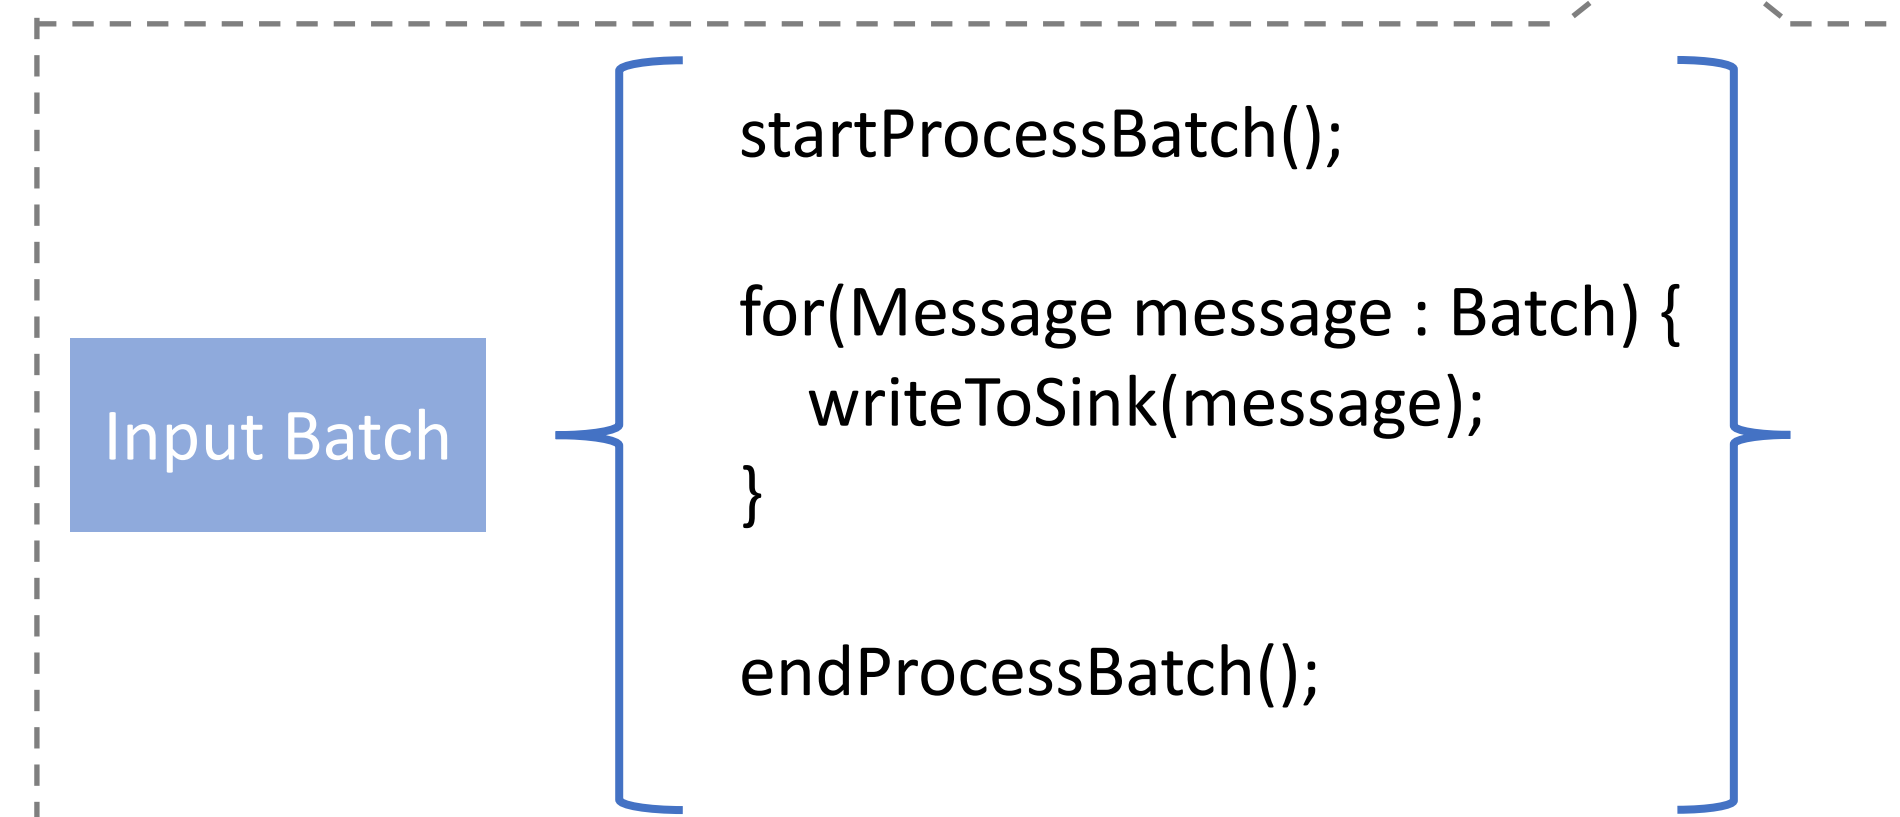 Input Batch
startProcessBatch();
for(Message message : Batch) {
writeToSink(message);
}
endProcessBatch();